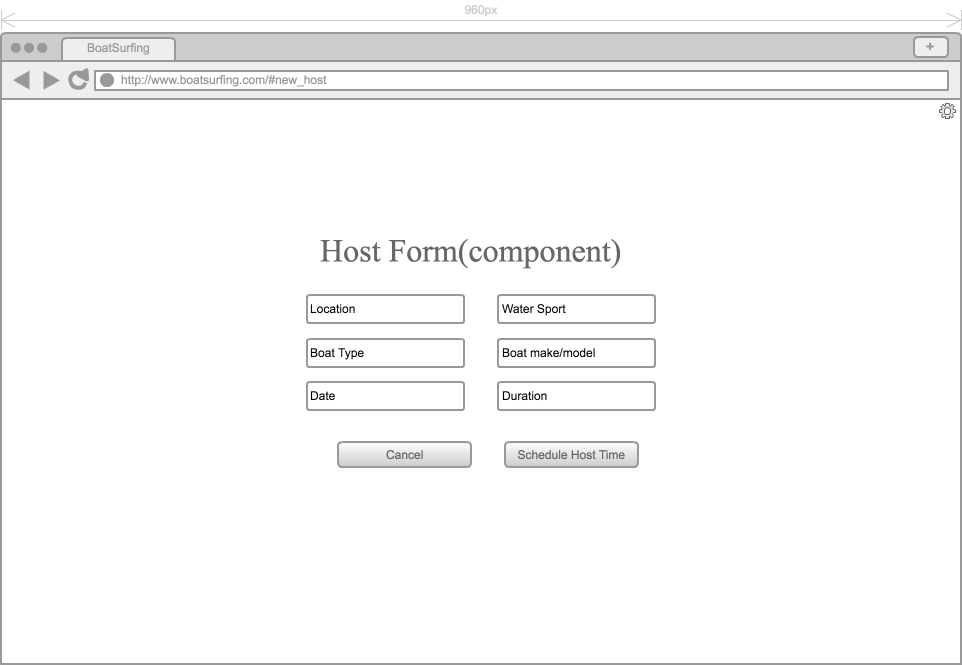 960px
BoatSurfing
+
http://www.boatsurfing.com/#new_host
Host Form(component)
Location
Water Sport
Boat Type
Boat make/model
Date
Duration
Cancel
Schedule Host Time